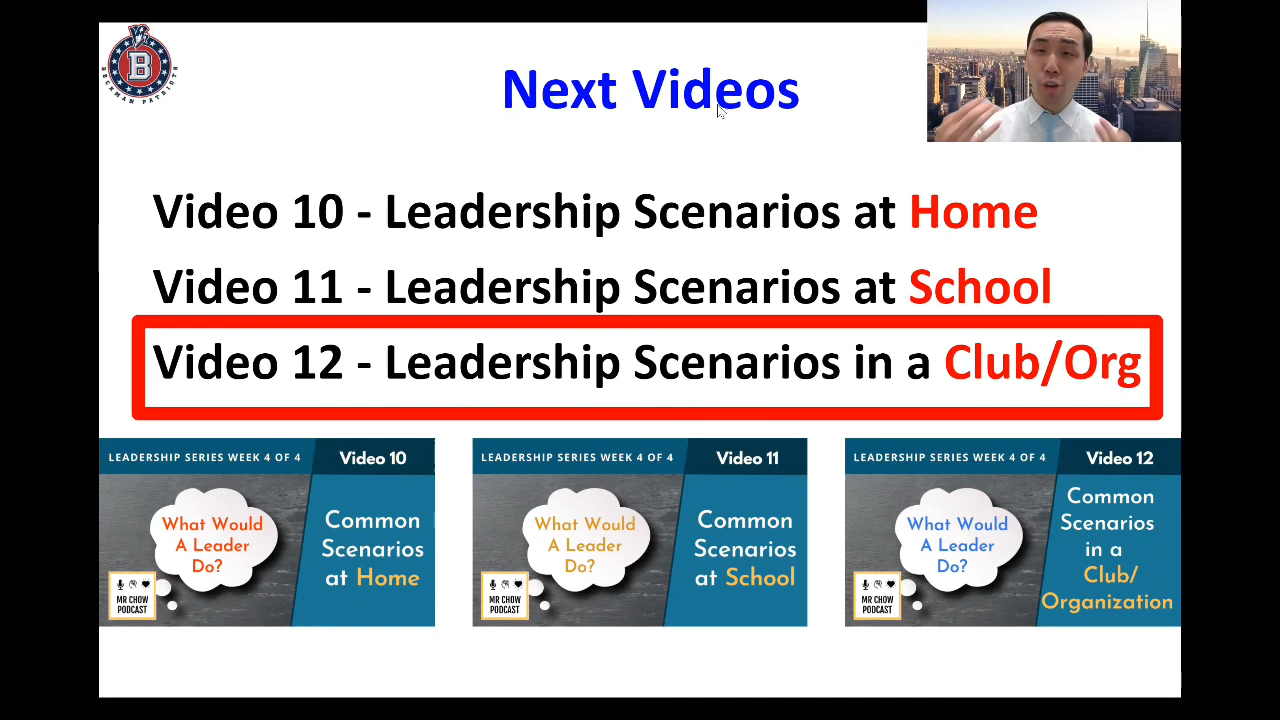 B
BECKMAN PATRIOTS
Next Videos
Video 10 - Leadership Scenarios at Home
Video 11 - Leadership Scenarios at School
Video 12 - Leadership Scenarios in a Club/Org
LEADERSHIP SERIES WEEK 4 OF 4
Video 10
What Would
A Leader
Do?
Common
Scenarios
at Home
MR CHOW
PODCAST
LEADERSHIP SERIES WEEK 4 OF 4
Video 11
What Would
A Leader
Do?
Common
Scenarios
at School
MR CHOW
PODCAST
LEADERSHIP SERIES WEEK 4 OF 4
Video 12
What Would
A Leader
Do?
Common
Scenarios
in a
Club/
Organization
MR CHOW
PODCAST